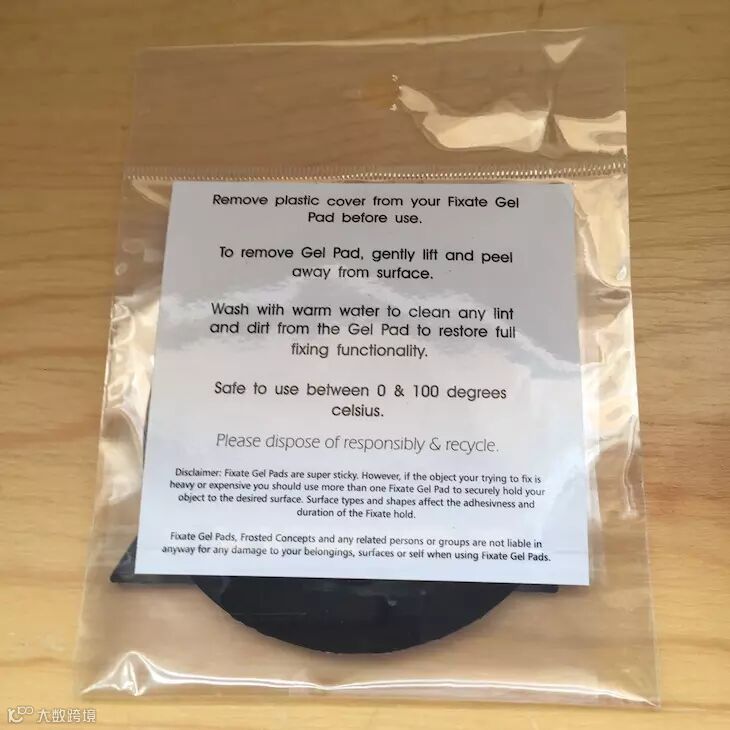 Remove plastic cover from your Fixate Gel
Pad before use.
To remove Gel Pad, gently lift and peel
away from surface.
Wash with warm water to clean any lint
and dirt from the Gel Pad to restore full
fixing functionality.
Safe to use between 0 & 100 degrees
celsius.
Please dispose of responsibly & recycle.
Disclaimer: Fixate Gel Pads are super sticky. However, if the object your trying to fix is
heavy or expensive you should use more than one Fixate Gel Pad to securely hold your
object to the desired surface. Surface types and shapes affect the adhesivness and
duration of the Fixate hold.
Fixate Gel Pads, Frosted Concepts and any related persons or groups are not liable in
anyway for any damage to your belongings, surfaces or self when using Fixate Gel Pads.
大数跨境